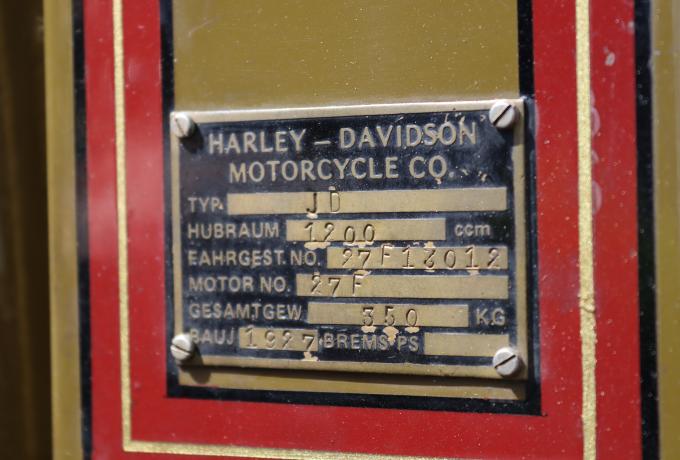 HARLEY – DAVIDSON
MOTORCYCLE CO.
TYP. JD
HUBRAUM 1200 ccm
EAHRGEST. NO. 27F13012
MOTOR NO. 27F
GESAMTGEW 350 KG
BAUJ 1927 BREMS PS